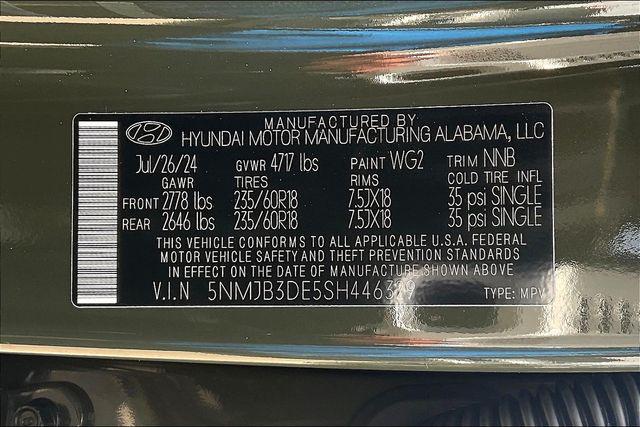 MANUFACTURED BY
HYUNDAI MOTOR MANUFACTURING ALABAMA, LLC
Jul/26/24 GVWR 4717 lbs PAINT WG2 TRIM NNB
GAWR TIRES RIMS COLD TIRE INFL
FRONT 2778 lbs 235/60R18 7.5JX18 35 psi SINGLE
REAR 2646 lbs 235/60R18 7.5JX18 35 psi SINGLE
THIS VEHICLE CONFORMS TO ALL APPLICABLE U.S.A. FEDERAL
MOTOR VEHICLE SAFETY AND THEFT PREVENTION STANDARDS
IN EFFECT ON THE DATE OF MANUFACTURE SHOWN ABOVE
V.I.N TYPE: MPV